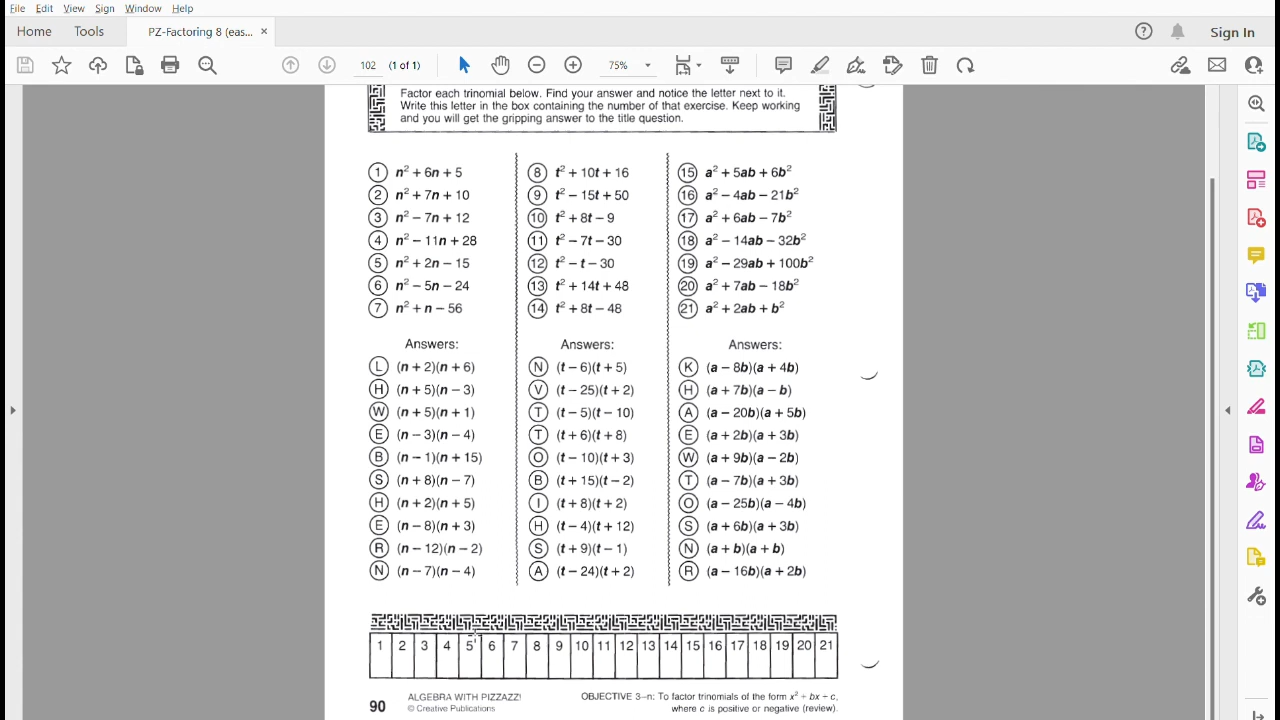 File Edit View Sign Window Help
Home Tools PZ-Factoring 8 (eas... × Sign In
102 (1 of 1) 75%
Factor each trinomial below. Find your answer and notice the letter next to it.
Write this letter in the box containing the number of that exercise. Keep working
and you will get the gripping answer to the title question.
1 n² + 6n + 5
2 n² + 7n + 10
3 n² − 7n + 12
4 n² − 11n + 28
5 n² + 2n − 15
6 n² − 5n − 24
7 n² + n − 56
Answers:
L (n + 2)(n + 6)
H (n + 5)(n − 3)
W (n + 5)(n + 1)
E (n − 3)(n − 4)
B (n − 1)(n + 15)
S (n + 8)(n − 7)
H (n + 2)(n + 5)
E (n − 8)(n + 3)
R (n − 12)(n − 2)
N (n − 7)(n − 4)
8 t² + 10t + 16
9 t² − 15t + 50
10 t² + 8t − 9
11 t² − 7t − 30
12 t² − t − 30
13 t² + 14t + 48
14 t² + 8t − 48
Answers:
N (t − 6)(t + 5)
V (t − 25)(t + 2)
T (t − 5)(t − 10)
T (t + 6)(t + 8)
O (t − 10)(t + 3)
B (t + 15)(t − 2)
I (t + 8)(t + 2)
H (t − 4)(t + 12)
S (t + 9)(t − 1)
A (t − 24)(t + 2)
15 a² + 5ab + 6b²
16 a² − 4ab − 21b²
17 a² + 6ab − 7b²
18 a² − 14ab − 32b²
19 a² − 29ab + 100b²
20 a² + 7ab − 18b²
21 a² + 2ab + b²
Answers:
K (a − 8b)(a + 4b)
H (a + 7b)(a − b)
A (a − 20b)(a + 5b)
E (a + 2b)(a + 3b)
W (a + 9b)(a − 2b)
T (a − 7b)(a + 3b)
O (a − 25b)(a − 4b)
S (a + 6b)(a + 3b)
N (a + b)(a + b)
R (a − 16b)(a + 2b)
1 2 3 4 5 6 7 8 9 10 11 12 13 14 15 16 17 18 19 20 21
90 ALGEBRA WITH PIZZAZZ!
© Creative Publications
OBJECTIVE 3–n: To factor trinomials of the form x² + bx + c,
where c is positive or negative (review).